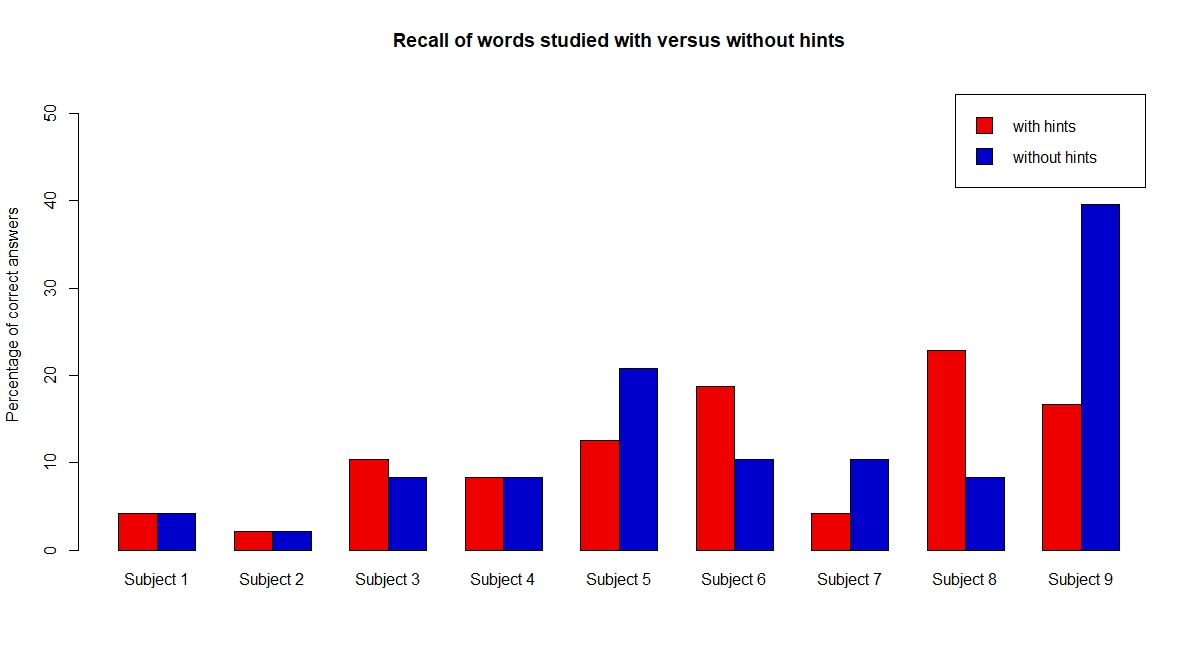 Recall of words studied with versus without hints
with hints
without hints
Percentage of correct answers
50
40
30
20
10
0
Subject 1 Subject 2 Subject 3 Subject 4 Subject 5 Subject 6 Subject 7 Subject 8 Subject 9